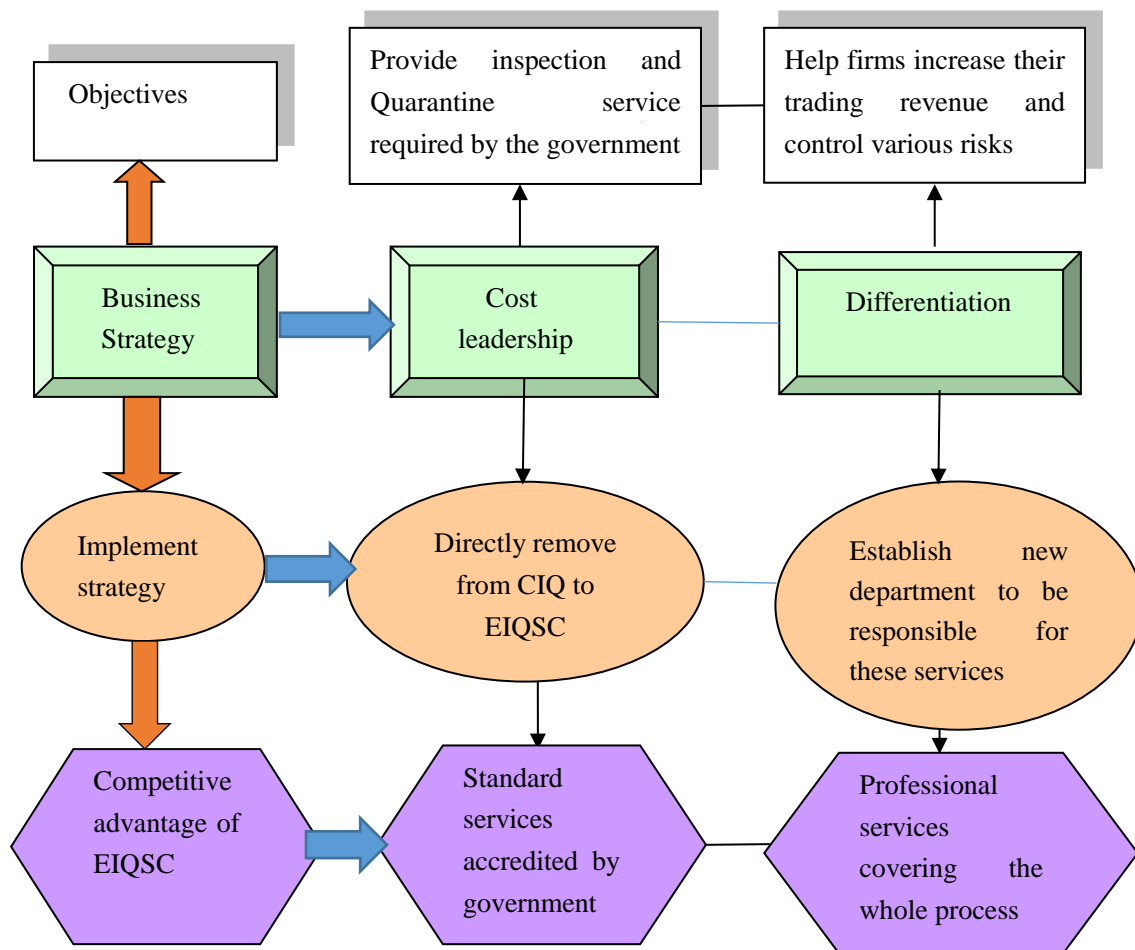 Objectives
Provide inspection and
Quarantine service
required by the government
Help firms increase their
trading revenue and
control various risks
Business
Strategy
Cost
leadership
Differentiation
Implement
strategy
Directly remove
from CIQ to
EIQSC
Establish new
department to be
responsible for
these services
Competitive
advantage of
EIQSC
Standard
services
accredited by
government
Professional
services
covering the
whole process